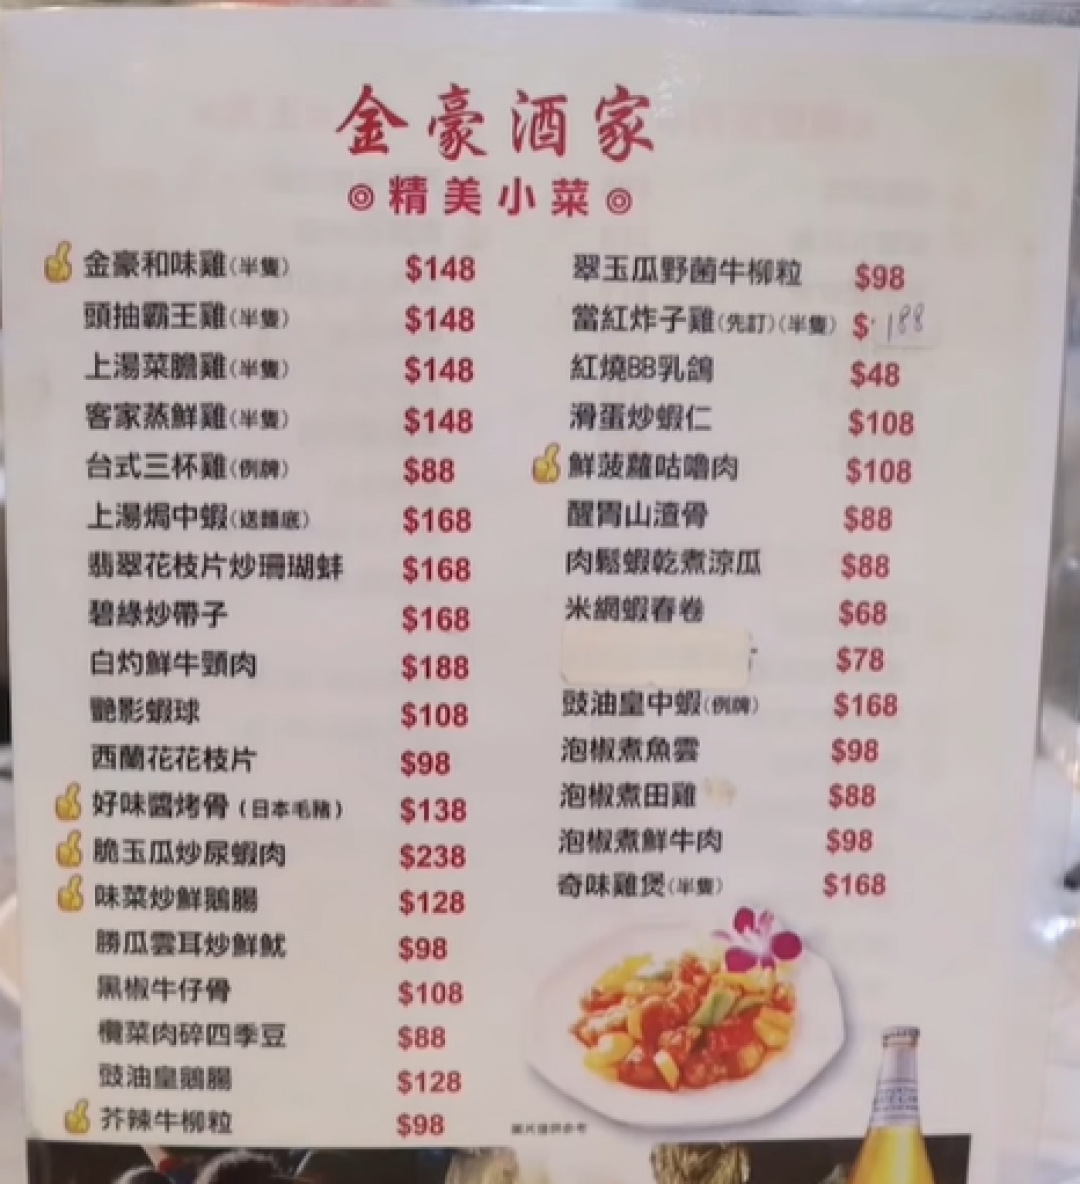 金豪酒家
◎精美小菜◎
金豪和味雞(半隻) $148
頭抽霸王雞(半隻) $148
上湯菜膽雞(半隻) $148
客家蒸鮮雞(半隻) $148
台式三杯雞(例牌) $88
上湯焗中蝦(送麵底) $168
翡翠花枝片炒珊瑚蚌 $168
碧綠炒帶子 $168
白灼鮮牛頸肉 $188
艷影蝦球 $108
西蘭花花枝片 $98
好味醬烤骨(日本毛豬) $138
脆玉瓜炒尿蝦肉 $238
味菜炒鮮鵝腸 $128
勝瓜雲耳炒鮮魷 $98
黑椒牛仔骨 $108
欖菜肉碎四季豆 $88
豉油皇鵝腸 $128
芥辣牛柳粒 $98
翠玉瓜野菌牛柳粒 $98
當紅炸子雞(先訂)(半隻) $188
紅燒BB乳鴿 $48
滑蛋炒蝦仁 $108
鮮菠蘿咕嚕肉 $108
醒胃山渣骨 $88
肉鬆蝦乾煮涼瓜 $88
米網蝦春卷 $68
$78
豉油皇中蝦(例牌) $168
泡椒煮魚雲 $98
泡椒煮田雞 $88
泡椒煮鮮牛肉 $98
奇味雞煲(半隻) $168
圖片僅供參考